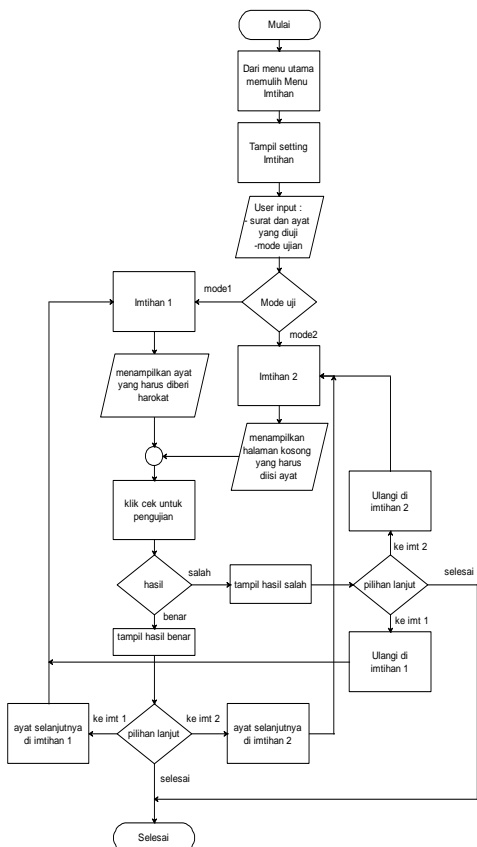 Mulai
Dari menu utama
memulih Menu
Imtihan
Tampil setting
Imtihan
User input :
- surat dan ayat
yang diuji
-mode ujian
mode1
Mode uji
Imtihan 1
mode2
Imtihan 2
menampilkan ayat
yang harus diberi
harokat
menampilkan
halaman kosong
yang harus
diisi ayat
klik cek untuk
pengujian
Ulangi di
imtihan 2
ke imt 2
hasil
salah
tampil hasil salah
pilihan lanjut
selesai
benar
ke imt 1
tampil hasil benar
Ulangi di
imtihan 1
ayat selanjutnya
di imtihan 1
ke imt 1
pilihan lanjut
ke imt 2
ayat selanjutnya
di imtihan 2
selesai
Selesai